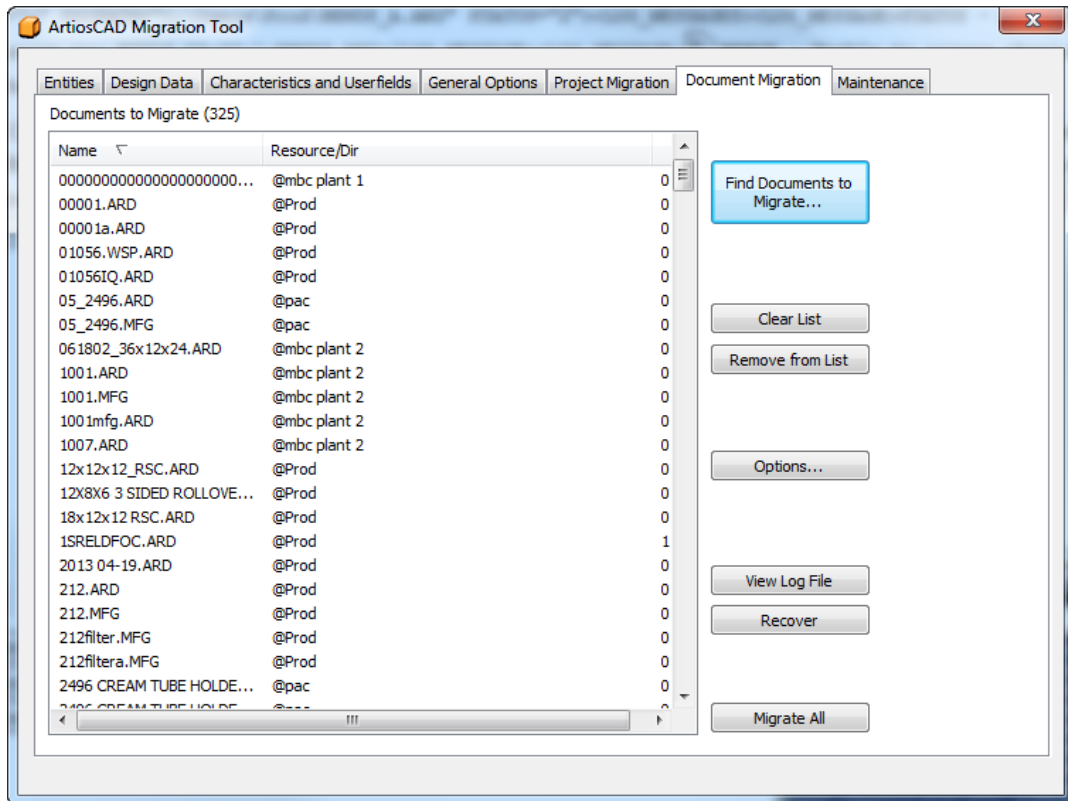 ArtiosCAD Migration Tool
Entities Design Data Characteristics and Userfields General Options Project Migration Document Migration Maintenance
Documents to Migrate (325)
Name Resource/Dir
000000000000000000000... @mbc plant 1 0
00001.ARD @Prod 0
00001a.ARD @Prod 0
01056.WSP.ARD @Prod 0
01056IQ.ARD @Prod 0
05_2496.ARD @pac 0
05_2496.MFG @pac 0
061802_36x12x24.ARD @mbc plant 2 0
1001.ARD @mbc plant 2 0
1001.MFG @mbc plant 2 0
1001mfg.ARD @mbc plant 2 0
1007.ARD @mbc plant 2 0
12x12x12_RSC.ARD @Prod 0
12X8X6 3 SIDED ROLLOVE... @Prod 0
18x12x12 RSC.ARD @Prod 0
1SRELDFOC.ARD @Prod 1
2013 04-19.ARD @Prod 0
212.ARD @Prod 0
212.MFG @Prod 0
212filter.MFG @Prod 0
212filtera.MFG @Prod 0
2496 CREAM TUBE HOLDE... @pac 0
Find Documents to
Migrate...
Clear List
Remove from List
Options...
View Log File
Recover
Migrate All